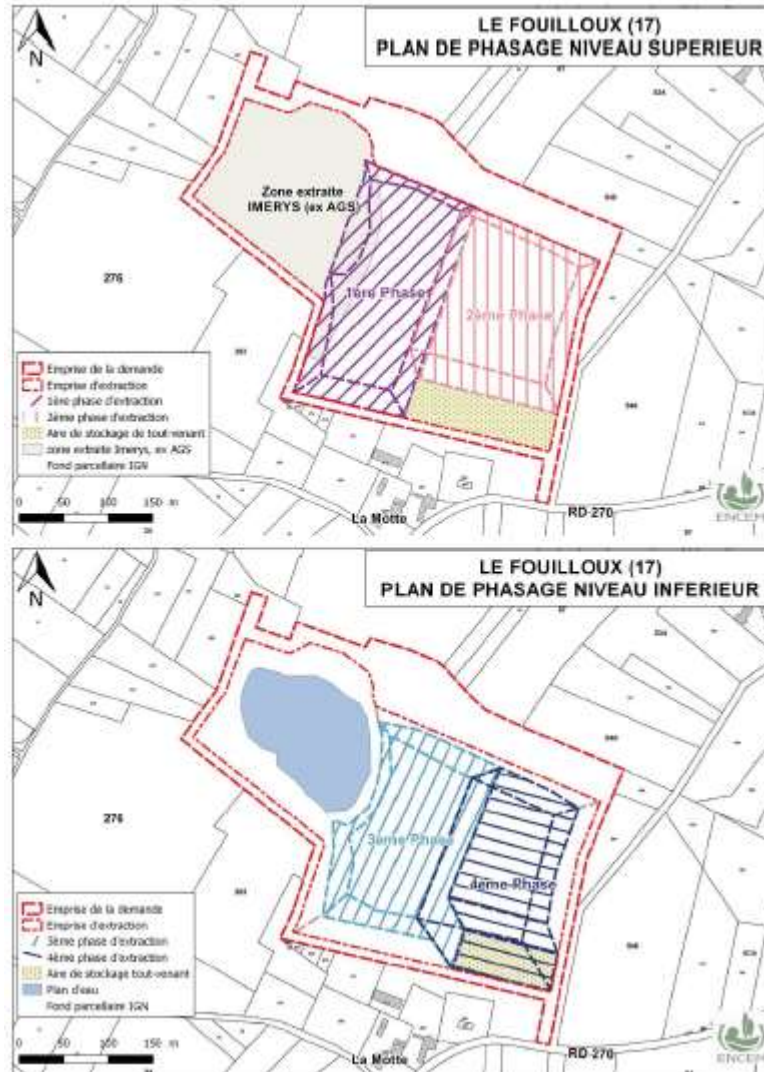 LE FOUILLOUX (17)
PLAN DE PHASAGE NIVEAU SUPERIEUR
N
Zone extraite
IMERYS (ex AGS)
276
1ère Phase
2ème Phase
Emprise de la demande
Emprise d'extraction
1ère phase d'extraction
2ème phase d'extraction
Aire de stockage de tout-venant
zone extraite Imerys, ex AGS
Fond parcellaire IGN
0 50 100 150 m
La Motte
RD 270
ENCEM
LE FOUILLOUX (17)
PLAN DE PHASAGE NIVEAU INFERIEUR
N
276
3ème Phase
4ème Phase
Emprise de la demande
Emprise d'extraction
3ème phase d'extraction
4ème phase d'extraction
Aire de stockage tout-venant
Plan d'eau
Fond parcellaire IGN
0 50 100 150 m
La Motte
RD 270
ENCEM